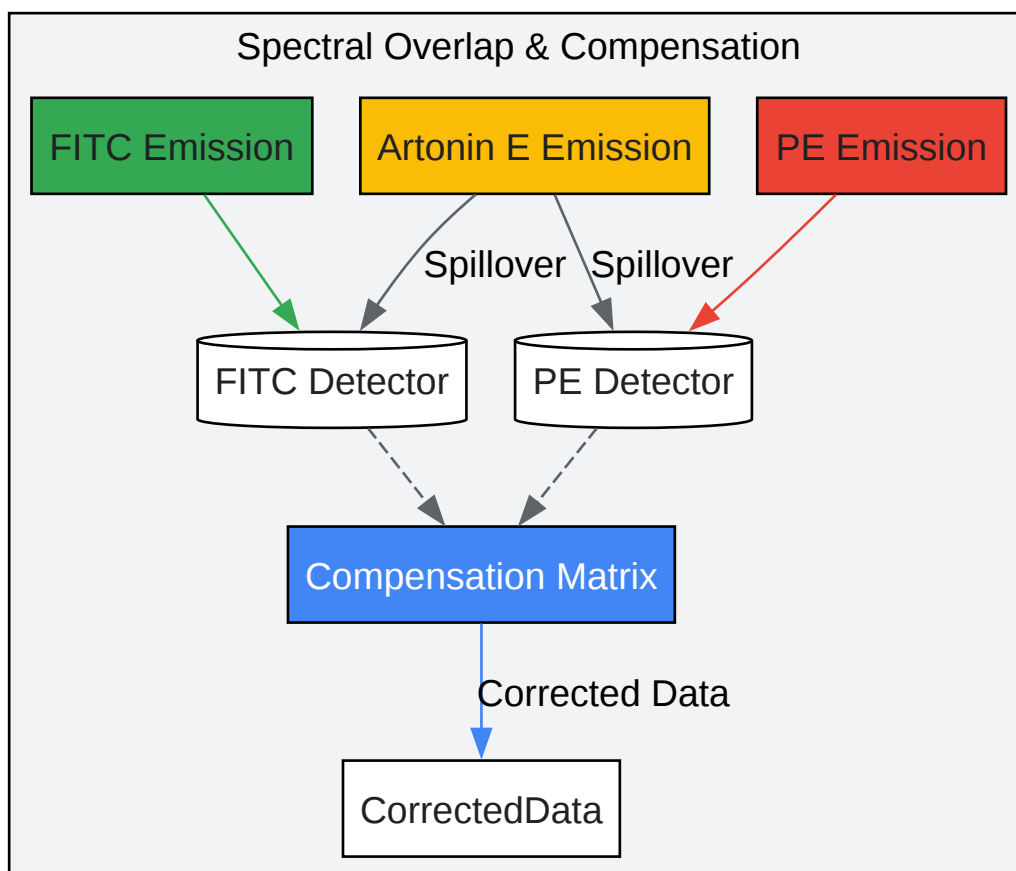 Spectral Overlap & Compensation
FITC Emission
Artonin E Emission
PE Emission
Spillover
Spillover
FITC Detector
PE Detector
Compensation Matrix
Corrected Data
CorrectedData